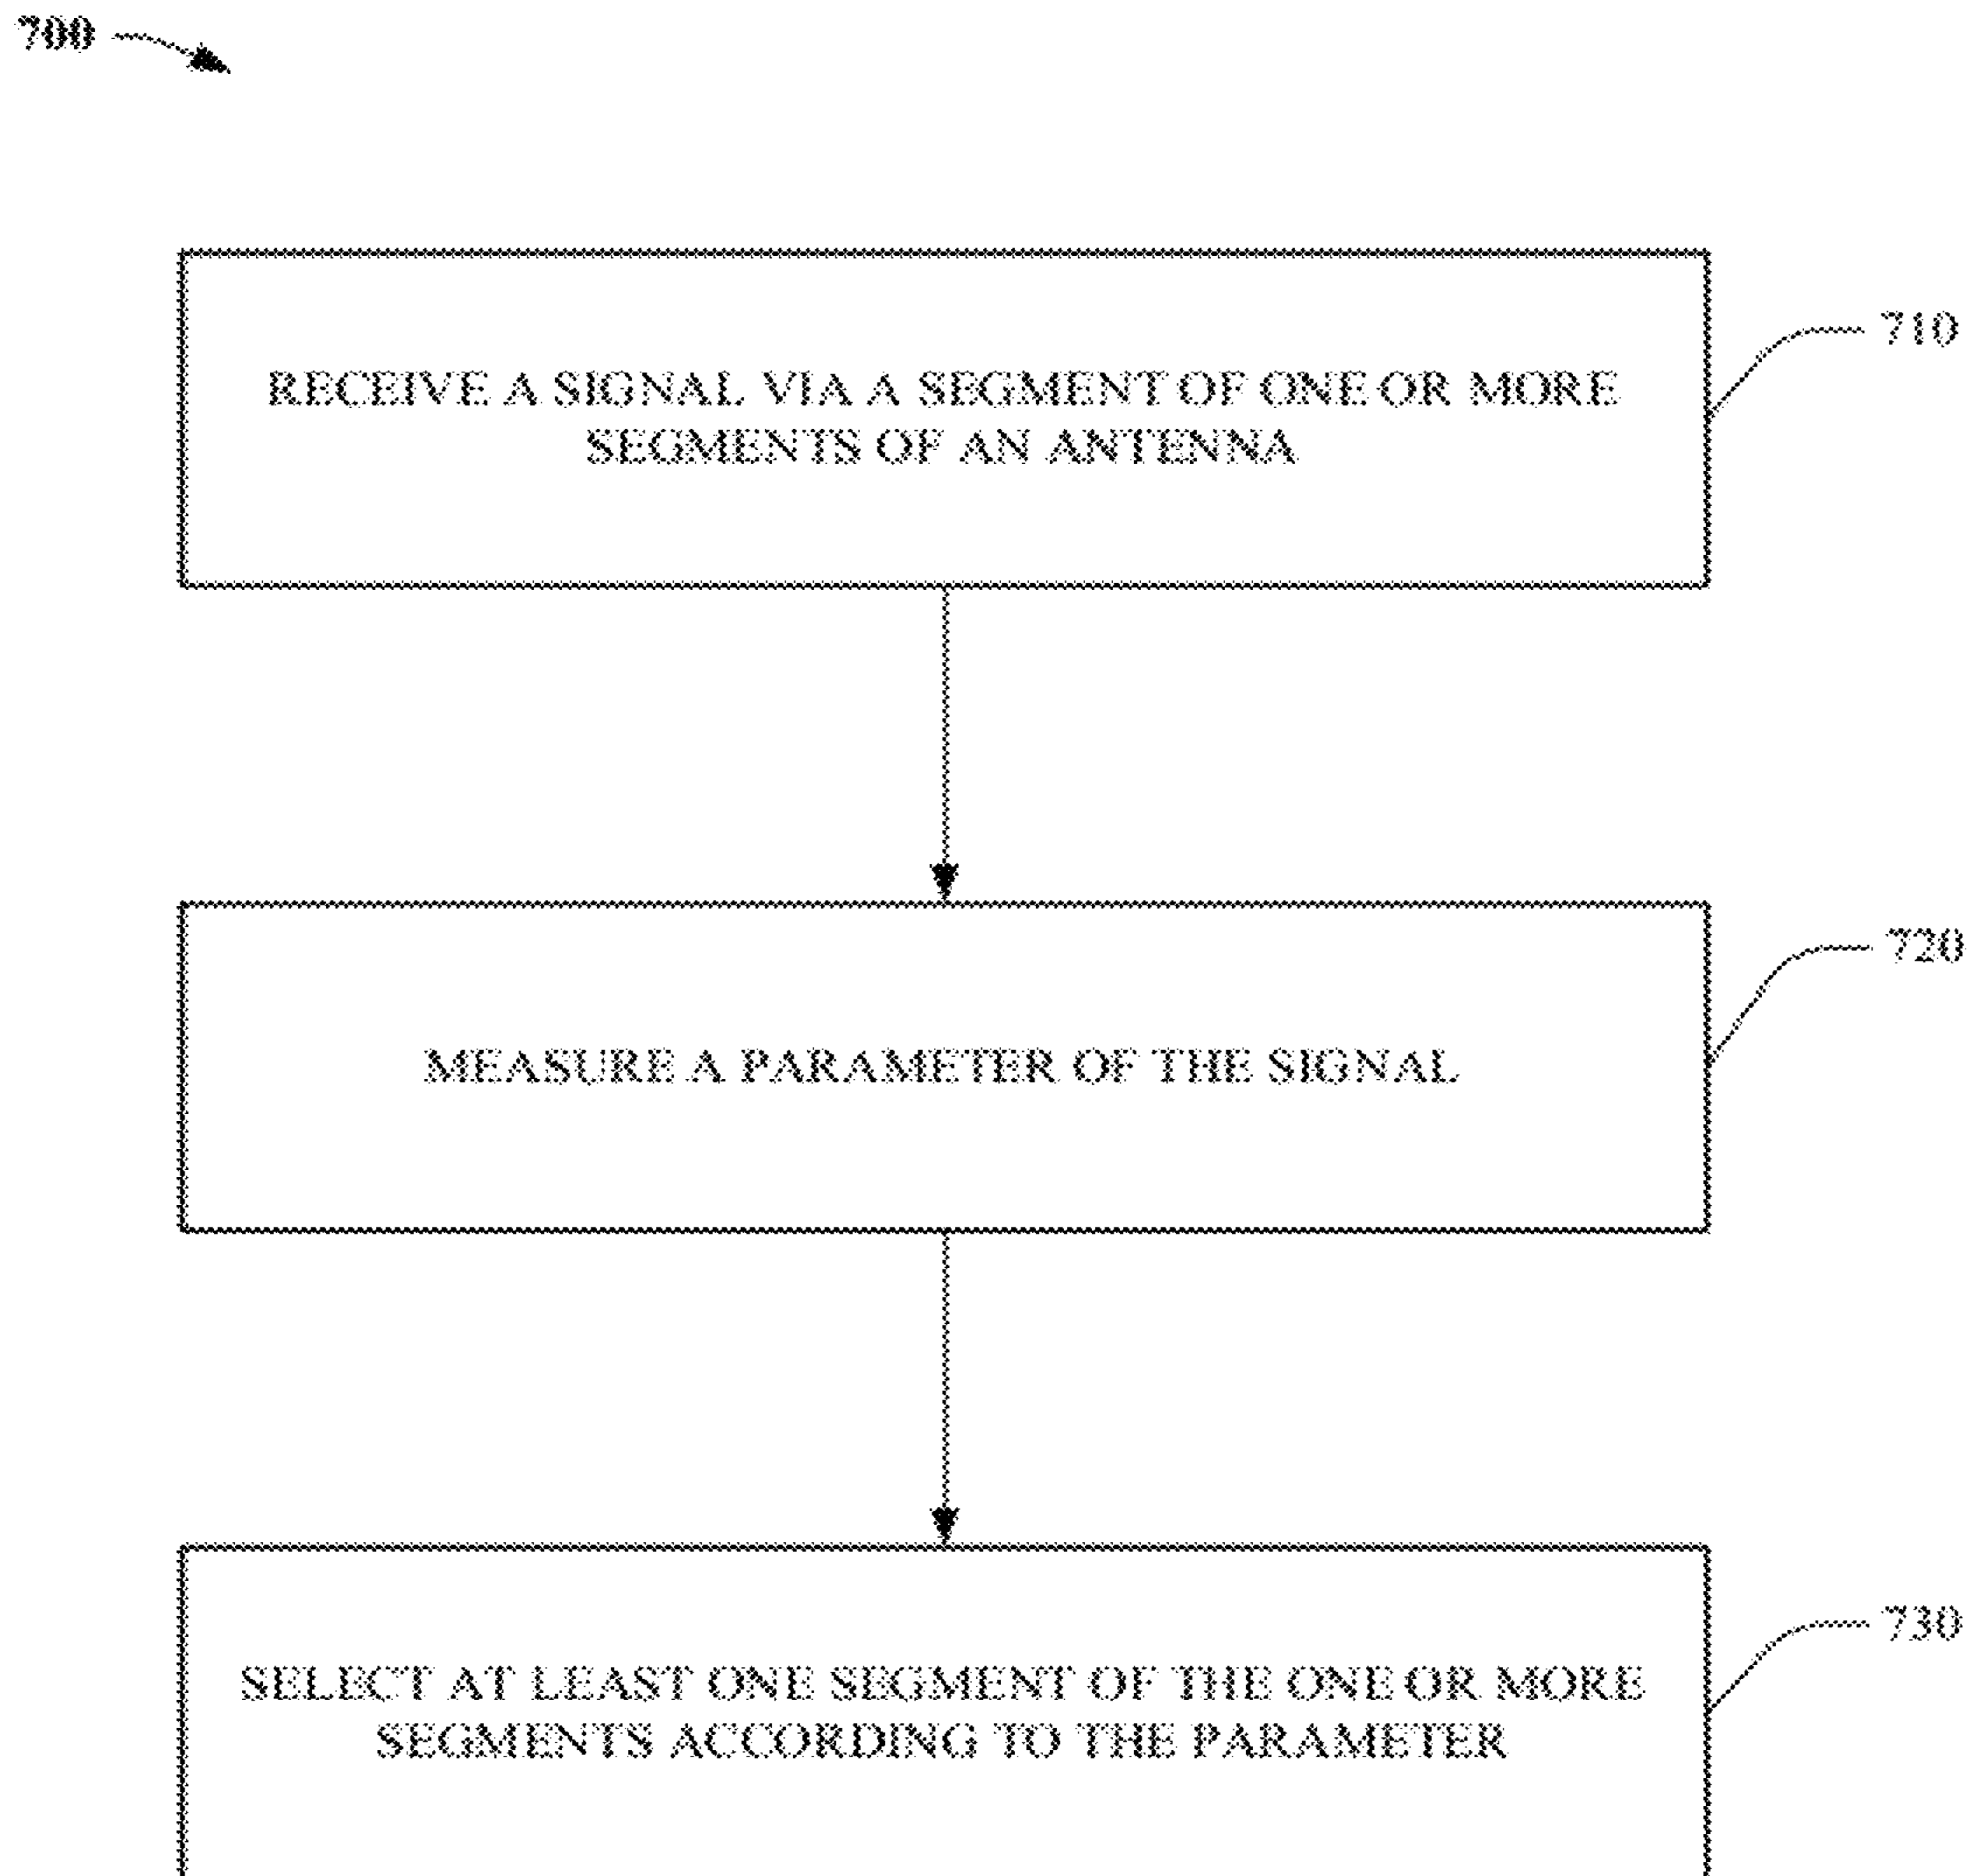 700
RECEIVE A SIGNAL VIA A SEGMENT OF ONE OR MORE
SEGMENTS OF AN ANTENNA
710
MEASURE A PARAMETER OF THE SIGNAL
720
SELECT AT LEAST ONE SEGMENT OF THE ONE OR MORE
SEGMENTS ACCORDING TO THE PARAMETER
730